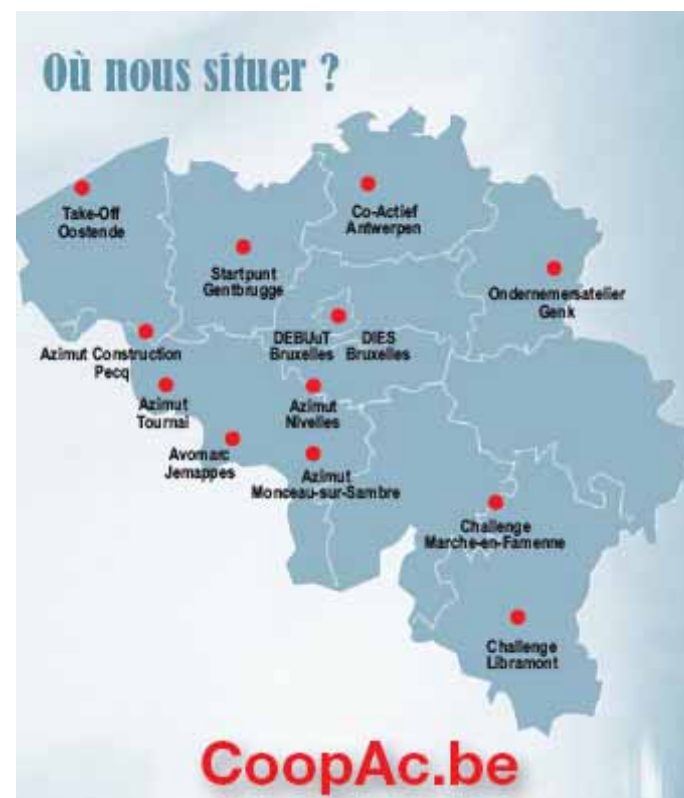 Où nous situer ?
Take-Off
Oostende
Co-Actief
Antwerpen
Startpunt
Gentbrugge
Ondernemersatelier
Genk
DEBUuT
Bruxelles
DIES
Bruxelles
Azimut Construction
Pecq
Azimut
Tournai
Azimut
Nivelles
Avomarc
Jemappes
Azimut
Monceau-sur-Sambre
Challenge
Marche-en-Famenne
Challenge
Libramont
CoopAc.be